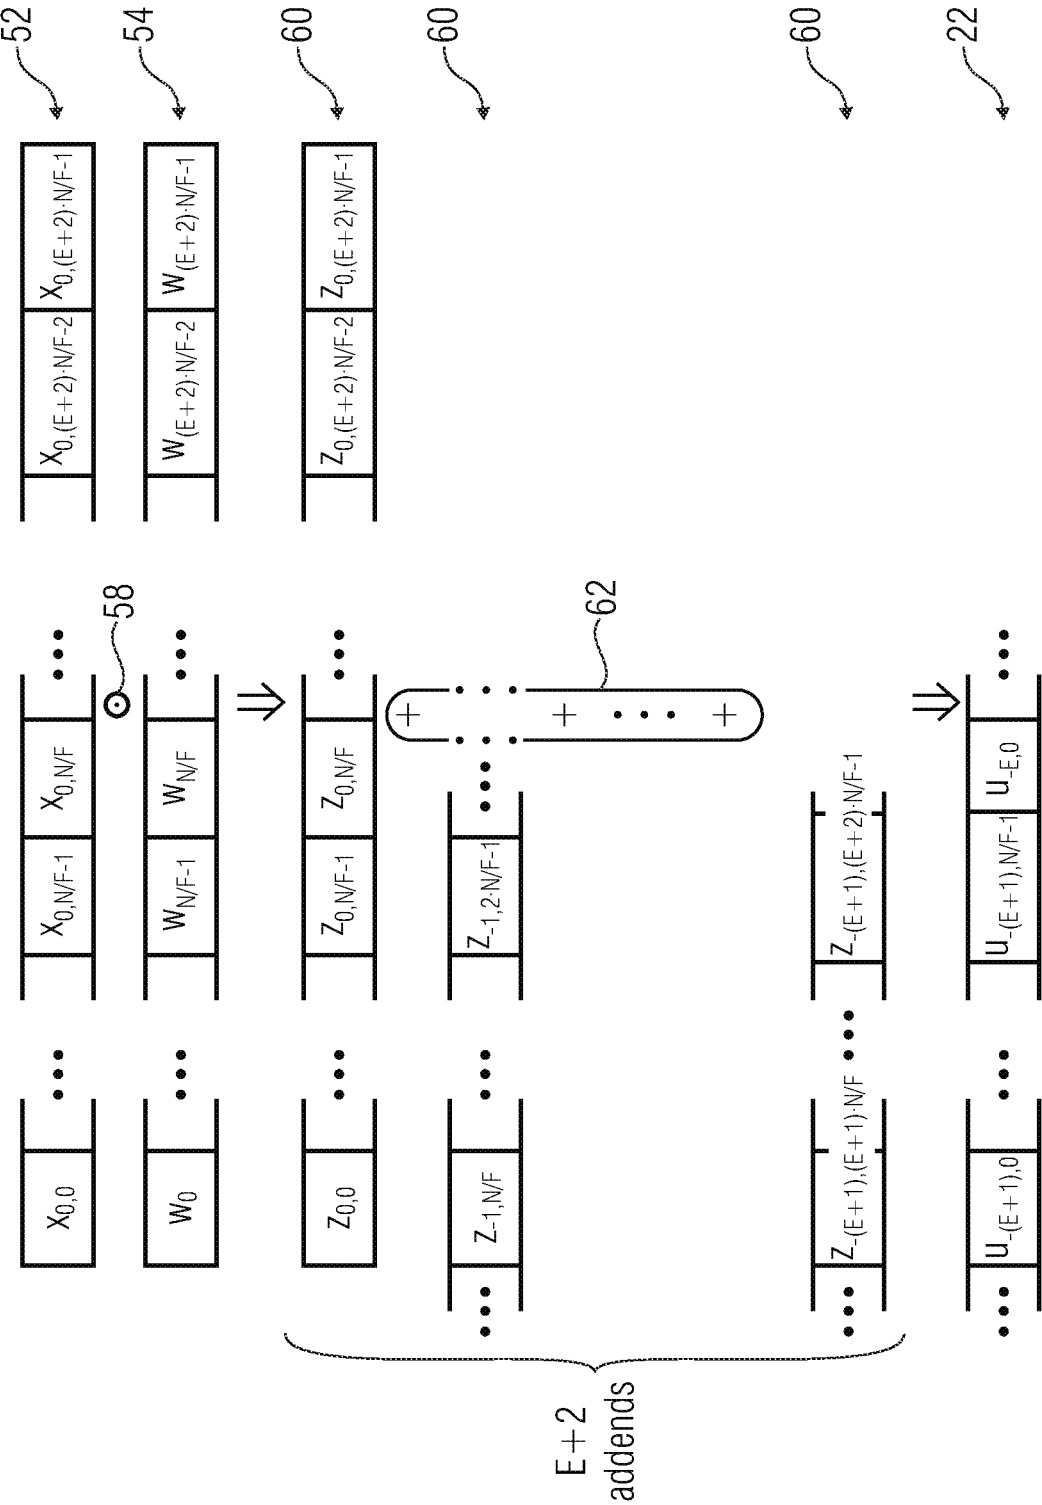 x0,0 ... x0,N/F-1 x0,N/F ... x0,(E+2)·N/F-2 x0,(E+2)·N/F-1 52
⊙ 58
w0 ... wN/F-1 wN/F ... w(E+2)·N/F-2 w(E+2)·N/F-1 54
⇒
z0,0 ... z0,N/F-1 z0,N/F ... z0,(E+2)·N/F-2 z0,(E+2)·N/F-1 60
+
... z-1,N/F ... z-1,2·N/F-1 ... 60
E+2
addends
+ ... + 62
... z-(E+1),(E+1)·N/F ... z-(E+1),(E+2)·N/F-1 60
⇒
... u-(E+1),0 ... u-(E+1),N/F-1 u-E,0 ... 22